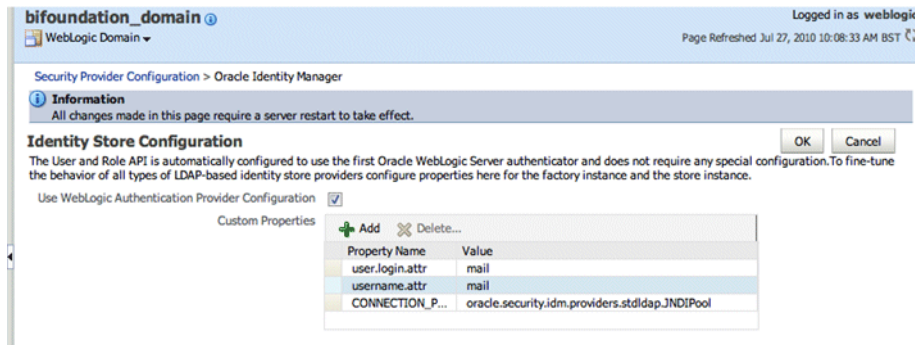 bifoundation_domain
Logged in as weblogic
WebLogic Domain
Page Refreshed Jul 27, 2010 10:08:33 AM BST
Security Provider Configuration > Oracle Identity Manager
Information
All changes made in this page require a server restart to take effect.
Identity Store Configuration
OK Cancel
The User and Role API is automatically configured to use the first Oracle WebLogic Server authenticator and does not require any special configuration.To fine-tune
the behavior of all types of LDAP-based identity store providers configure properties here for the factory instance and the store instance.
Use WebLogic Authentication Provider Configuration
Custom Properties
Add Delete...
Property Name Value
user.login.attr mail
username.attr mail
CONNECTION_P... oracle.security.idm.providers.stdldap.JNDIPool